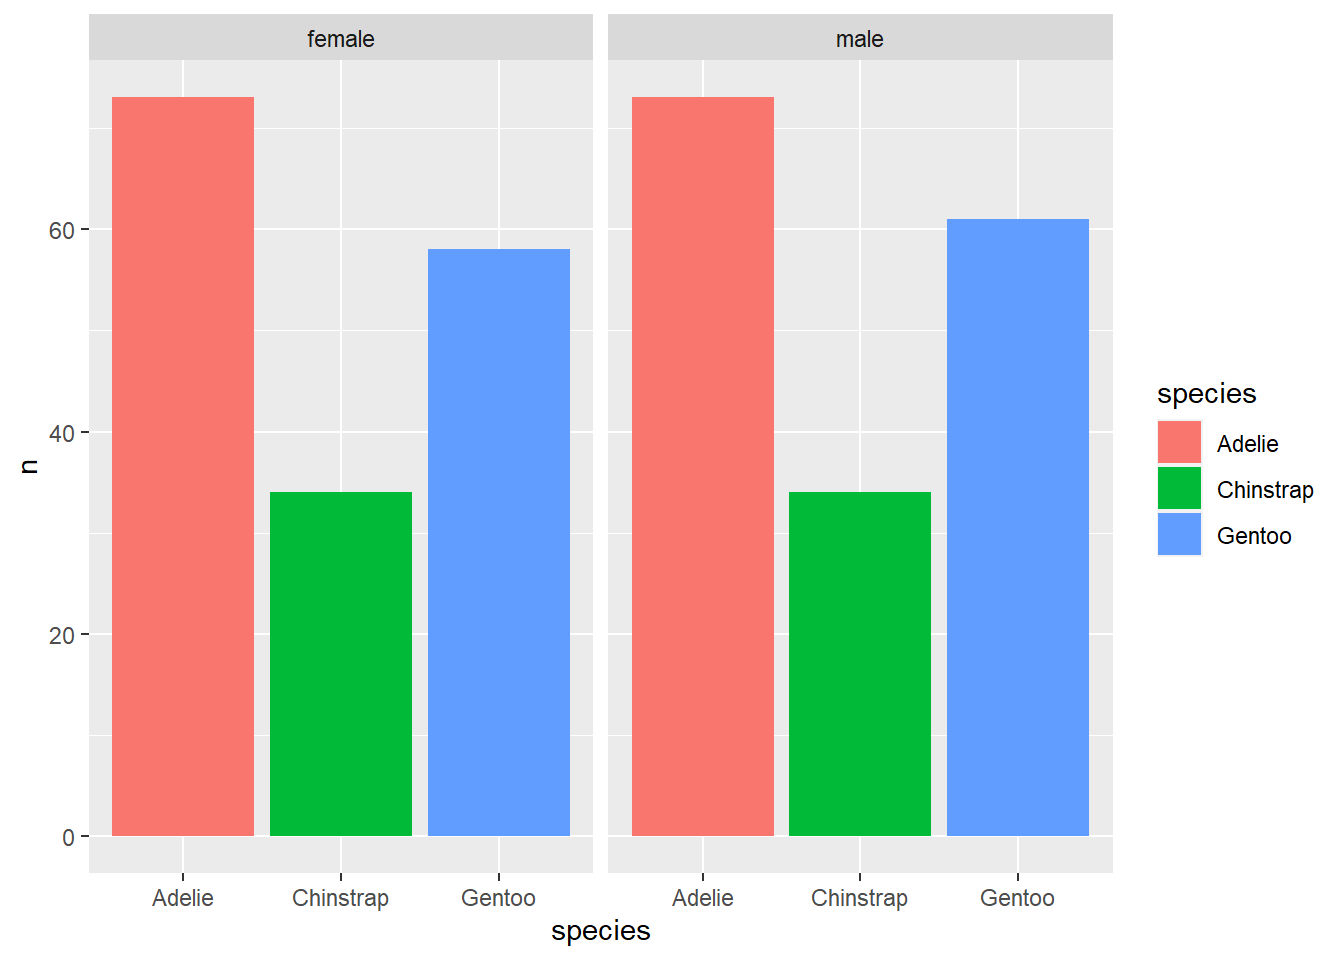 female
male
60
40
20
0
n
Adelie
Chinstrap
Gentoo
Adelie
Chinstrap
Gentoo
species
species
Adelie
Chinstrap
Gentoo